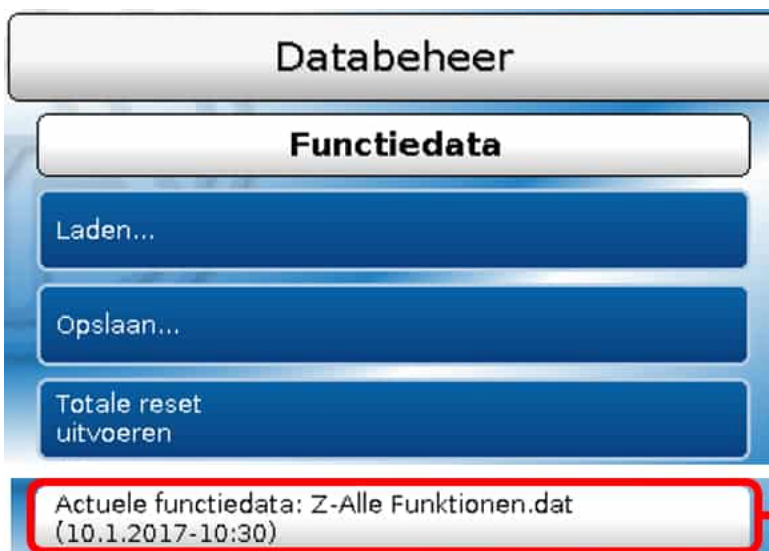 Databeheer
Functiedata
Laden...
Opslaan...
Totale reset
uitvoeren
Actuele functiedata: Z-Alle Funktionen.dat
(10.1.2017-10:30)